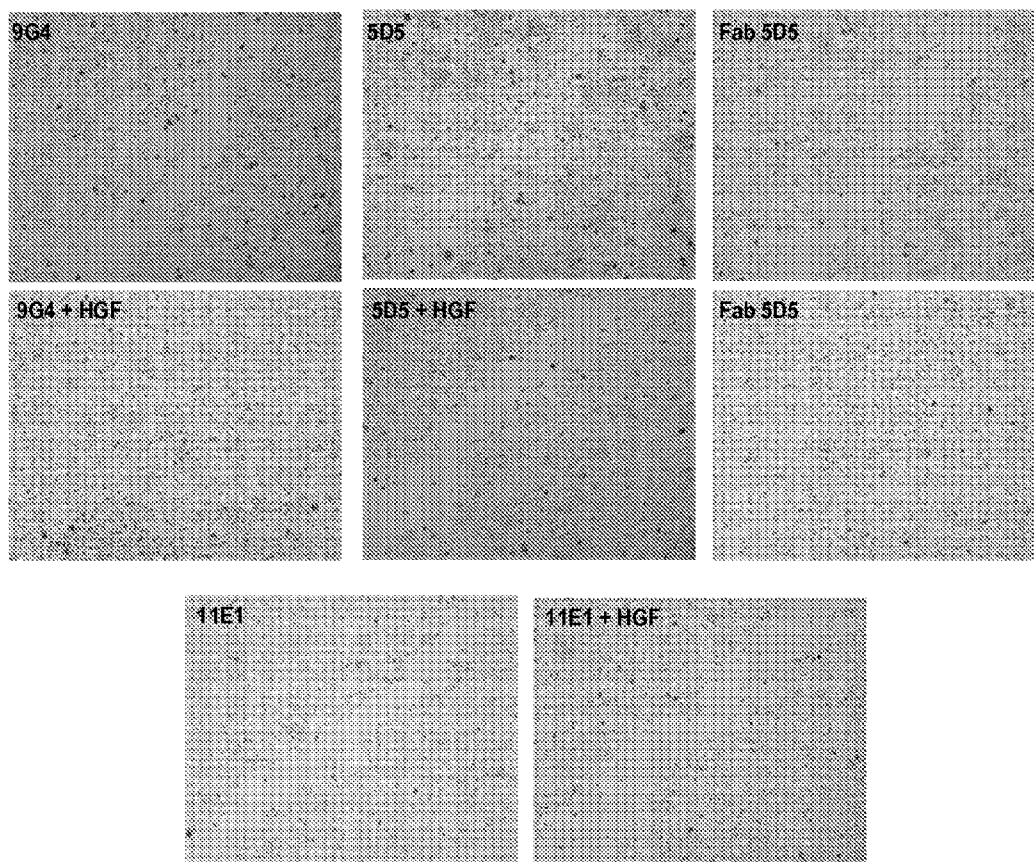 9G4
5D5
Fab 5D5
9G4 + HGF
5D5 + HGF
Fab 5D5
11E1
11E1 + HGF